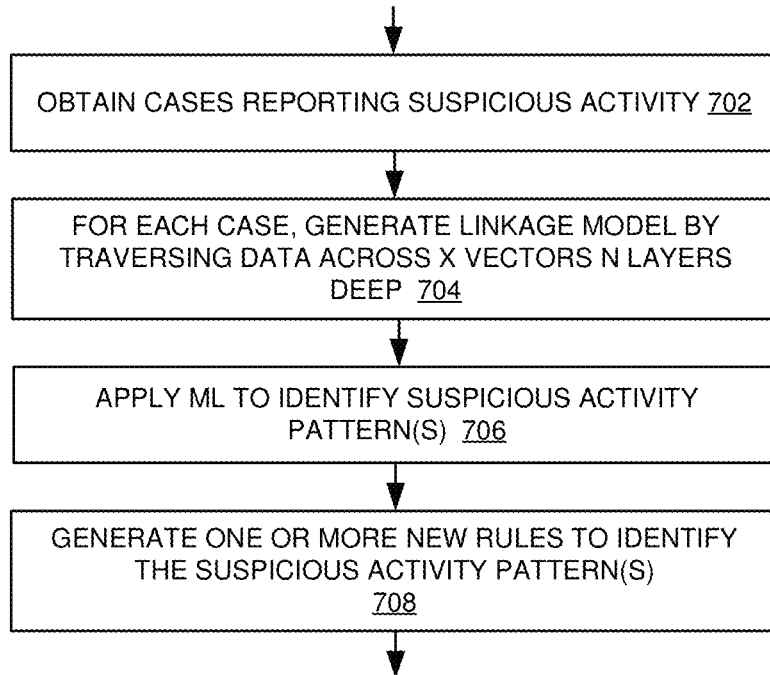 OBTAIN CASES REPORTING SUSPICIOUS ACTIVITY 702
FOR EACH CASE, GENERATE LINKAGE MODEL BY
TRAVERSING DATA ACROSS X VECTORS N LAYERS
DEEP 704
APPLY ML TO IDENTIFY SUSPICIOUS ACTIVITY
PATTERN(S) 706
GENERATE ONE OR MORE NEW RULES TO IDENTIFY
THE SUSPICIOUS ACTIVITY PATTERN(S)
708